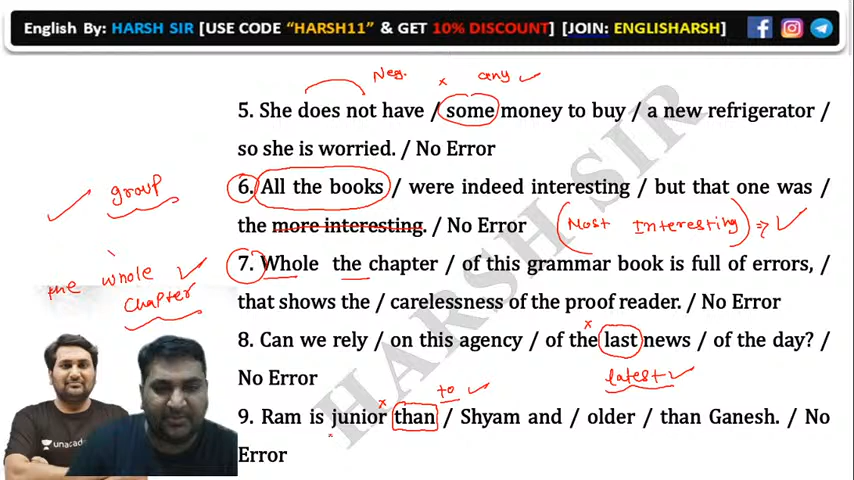 English By: HARSH SIR [USE CODE “HARSH11” & GET 10% DISCOUNT] [JOIN: ENGLISHARSH]
Neg. × any ✓
5. She does not have / some money to buy / a new refrigerator /
so she is worried. / No Error
group
6. All the books / were indeed interesting / but that one was /
the more interesting. / No Error (Most Interesting) ⇒ ✓
the whole chapter
7. Whole the chapter / of this grammar book is full of errors, /
that shows the / carelessness of the proof reader. / No Error
×
8. Can we rely / on this agency / of the last news / of the day? /
No Error
latest ✓
× to ✓
9. Ram is junior than / Shyam and / older / than Ganesh. / No
Error
HARSH SIR
unacademy